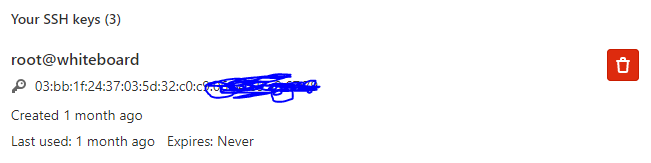 Your SSH keys (3)
root@whiteboard
03:bb:1f:24:37:03:5d:32:c0:c9:
Created 1 month ago
Last used: 1 month ago Expires: Never